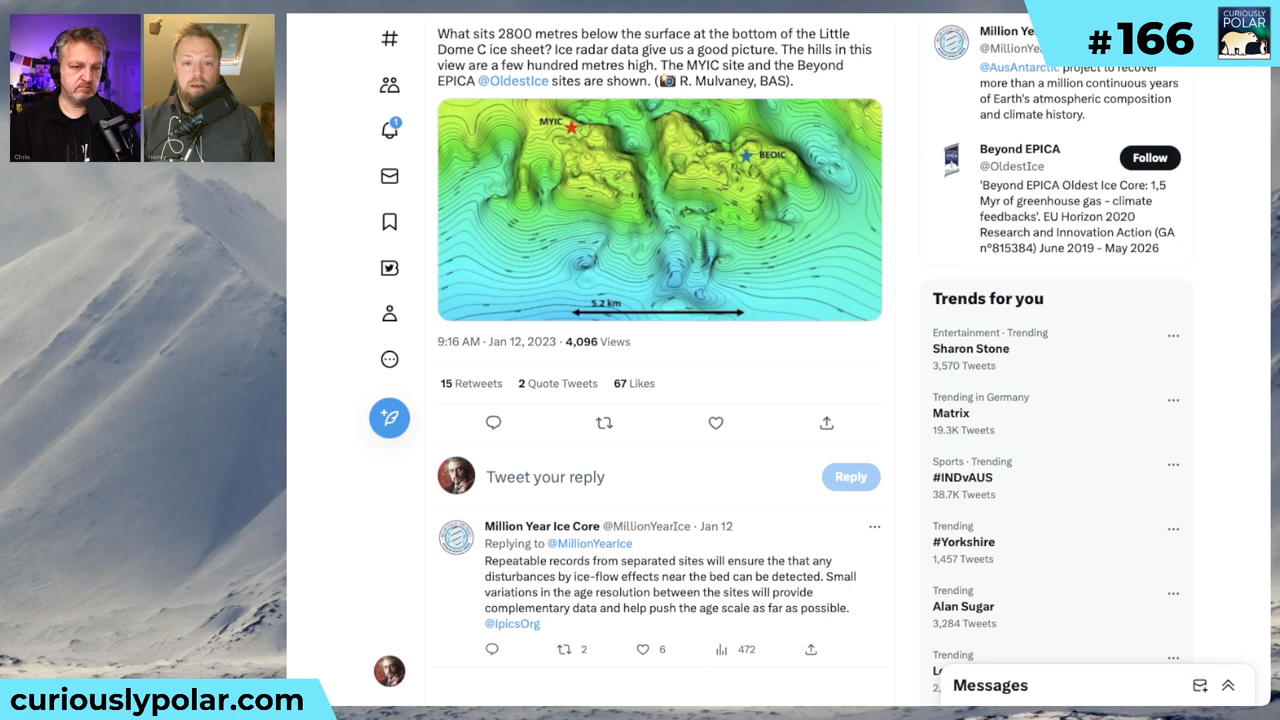 Chris
Henry
# 166
CURIOUSLY
POLAR
What sits 2800 metres below the surface at the bottom of the Little
Dome C ice sheet? Ice radar data give us a good picture. The hills in this
view are a few hundred metres high. The MYIC site and the Beyond
EPICA @OldestIce sites are shown. (📷 R. Mulvaney, BAS).
MYIC
BEOIC
5.2 km
9:16 AM · Jan 12, 2023 · 4,096 Views
15 Retweets 2 Quote Tweets 67 Likes
Tweet your reply
Reply
Million Year Ice Core @MillionYearIce · Jan 12
Replying to @MillionYearIce
Repeatable records from separated sites will ensure the that any
disturbances by ice-flow effects near the bed can be detected. Small
variations in the age resolution between the sites will provide
complementary data and help push the age scale as far as possible.
@IpicsOrg
2 6 472
1
Million Ye
@MillionYe
@AusAntarctic project to recover
more than a million continuous years
of Earth's atmospheric composition
and climate history.
Beyond EPICA
@OldestIce
Follow
'Beyond EPICA Oldest Ice Core: 1,5
Myr of greenhouse gas - climate
feedbacks'. EU Horizon 2020
Research and Innovation Action (GA
n°815384) June 2019 - May 2026
Trends for you
Entertainment · Trending
Sharon Stone
3,570 Tweets
Trending in Germany
Matrix
19.3K Tweets
Sports · Trending
#INDvAUS
38.7K Tweets
Trending
#Yorkshire
1,457 Tweets
Trending
Alan Sugar
3,284 Tweets
Trending
Messages
curiouslypolar.com